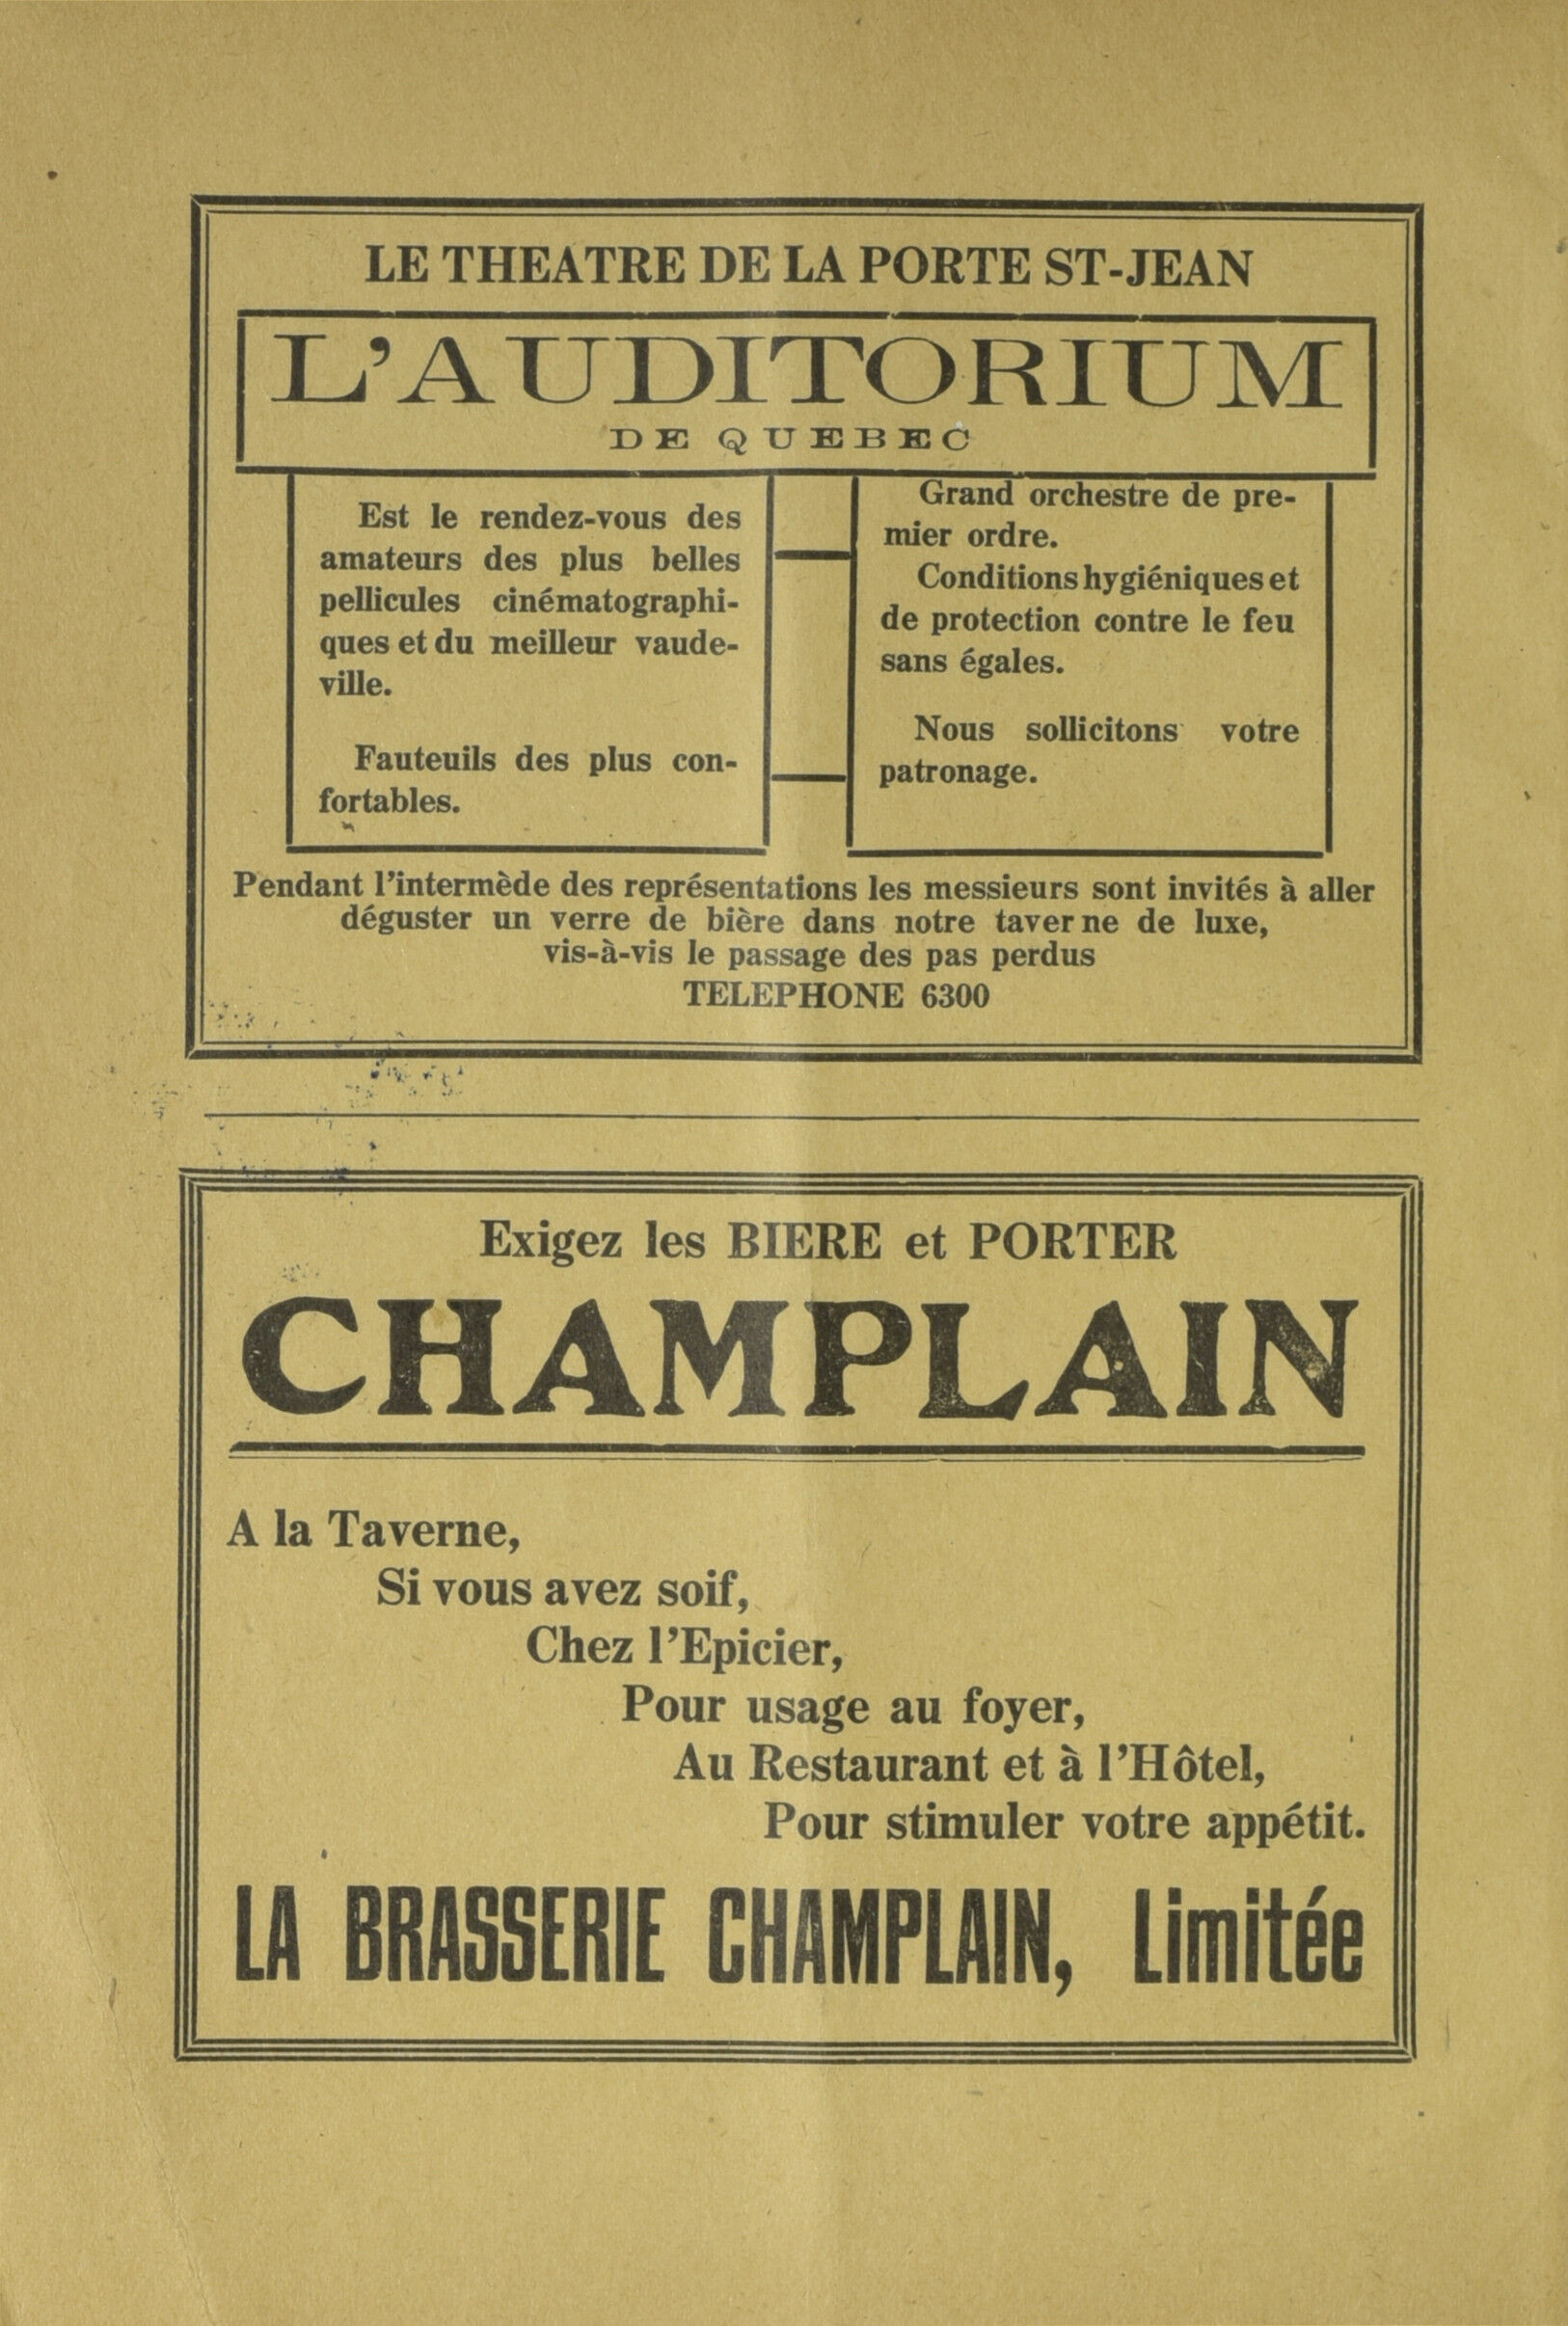 LE THEATRE DE LA PORTE ST-JEAN
L'AUDITORIUM
DE QUEBEC
Est le rendez-vous des
amateurs des plus belles
pellicules cinématographi-
ques et du meilleur vaude-
ville.
Fauteuils des plus con-
fortables.
Grand orchestre de pre-
mier ordre.
Conditions hygiéniques et
de protection contre le feu
sans égales.
Nous sollicitons votre
patronage.
Pendant l'intermède des représentations les messieurs sont invités à aller
déguster un verre de bière dans notre taverne de luxe,
vis-à-vis le passage des pas perdus
TELEPHONE 6300
Exigez les BIERE et PORTER
CHAMPLAIN
A la Taverne,
Si vous avez soif,
Chez l'Epicier,
Pour usage au foyer,
Au Restaurant et à l'Hôtel,
Pour stimuler votre appétit.
LA BRASSERIE CHAMPLAIN, Limitée